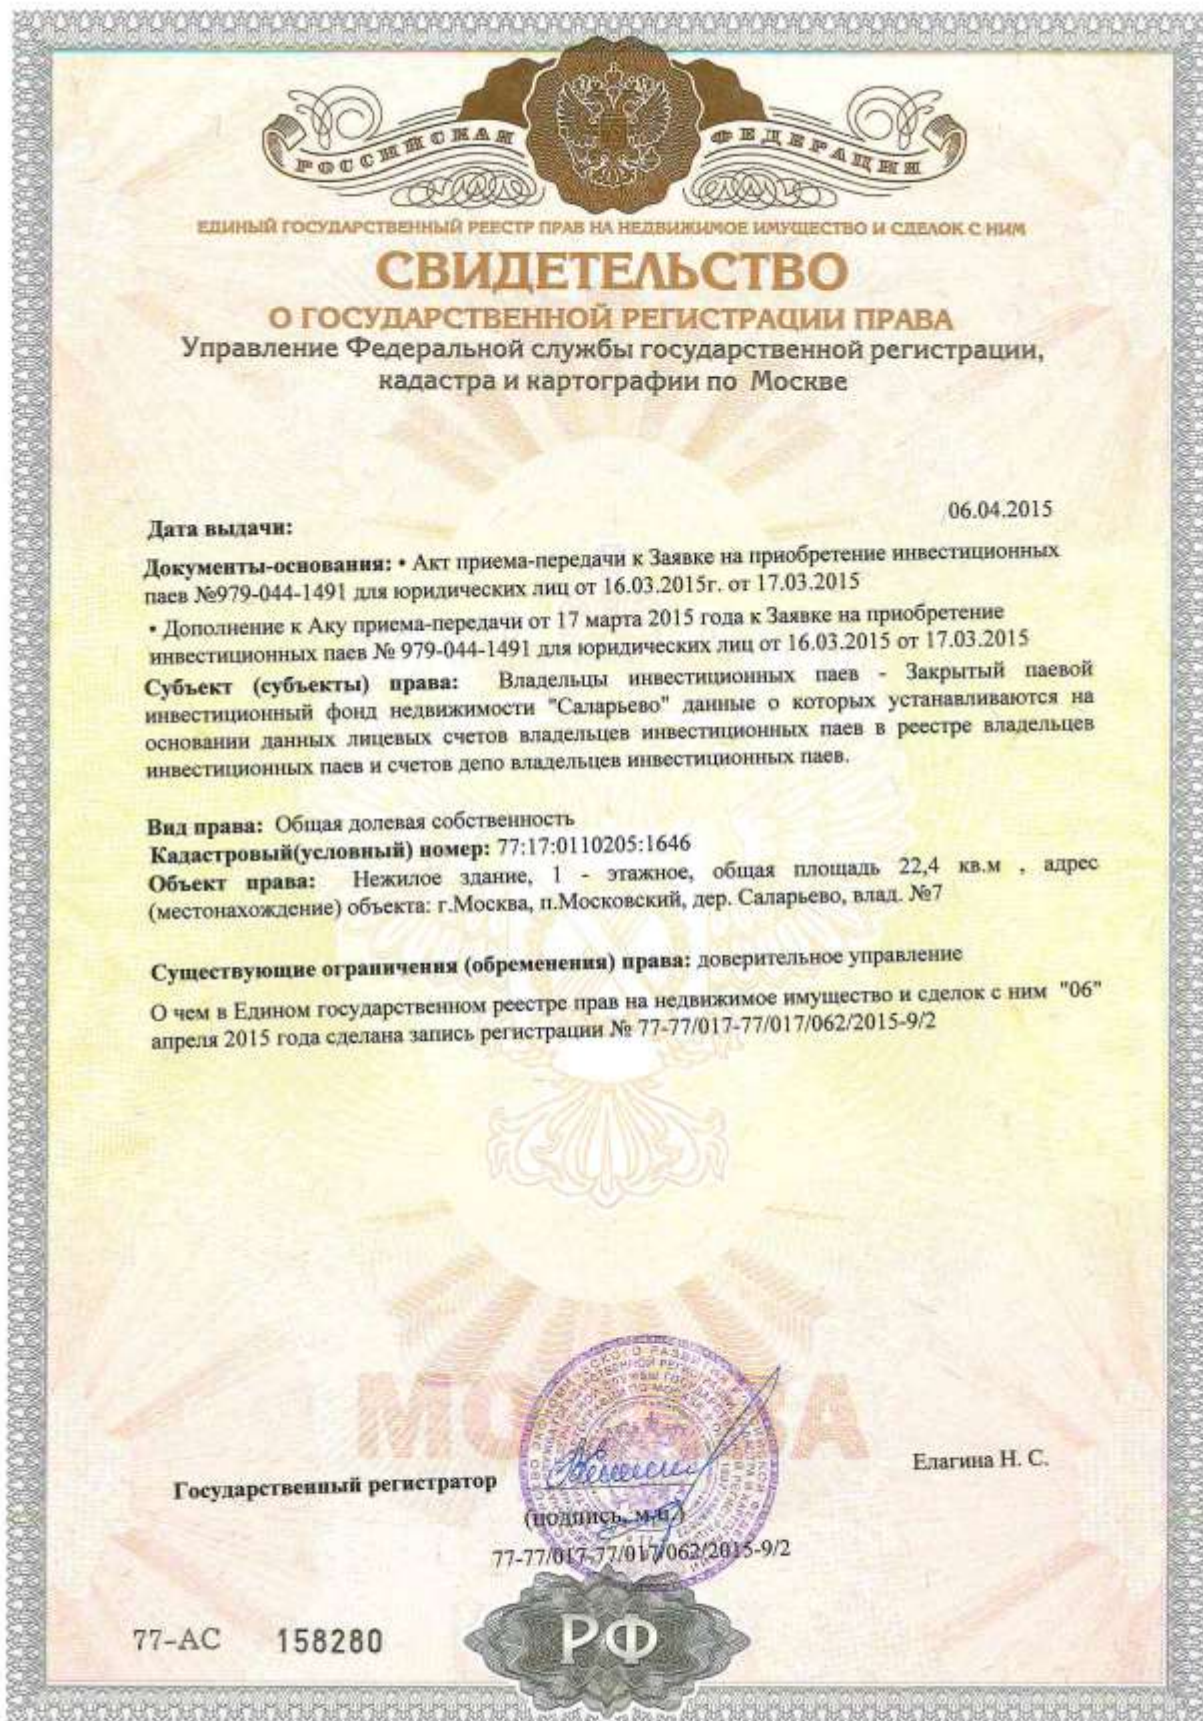 РОССИЙСКАЯ ФЕДЕРАЦИЯ
ЕДИНЫЙ ГОСУДАРСТВЕННЫЙ РЕЕСТР ПРАВ НА НЕДВИЖИМОЕ ИМУЩЕСТВО И СДЕЛОК С НИМ
СВИДЕТЕЛЬСТВО
О ГОСУДАРСТВЕННОЙ РЕГИСТРАЦИИ ПРАВА
Управление Федеральной службы государственной регистрации,
кадастра и картографии по Москве
06.04.2015
Дата выдачи:
Документы-основания: • Акт приема-передачи к Заявке на приобретение инвестиционных
паев №979-044-1491 для юридических лиц от 16.03.2015г. от 17.03.2015
• Дополнение к Аку приема-передачи от 17 марта 2015 года к Заявке на приобретение
инвестиционных паев № 979-044-1491 для юридических лиц от 16.03.2015 от 17.03.2015
Субъект (субъекты) права: Владельцы инвестиционных паев - Закрытый паевой
инвестиционный фонд недвижимости "Саларьево" данные о которых устанавливаются на
основании данных лицевых счетов владельцев инвестиционных паев в реестре владельцев
инвестиционных паев и счетов депо владельцев инвестиционных паев.
Вид права: Общая долевая собственность
Кадастровый(условный) номер: 77:17:0110205:1646
Объект права: Нежилое здание, 1 - этажное, общая площадь 22,4 кв.м , адрес
(местонахождение) объекта: г.Москва, п.Московский, дер. Саларьево, влад. №7
Существующие ограничения (обременения) права: доверительное управление
О чем в Едином государственном реестре прав на недвижимое имущество и сделок с ним "06"
апреля 2015 года сделана запись регистрации № 77-77/017-77/017/062/2015-9/2
МОСКВА
Государственный регистратор
Елагина Н. С.
(подпись, м.п.)
77-77/017-77/017/062/2015-9/2
77-АС 158280
РФ